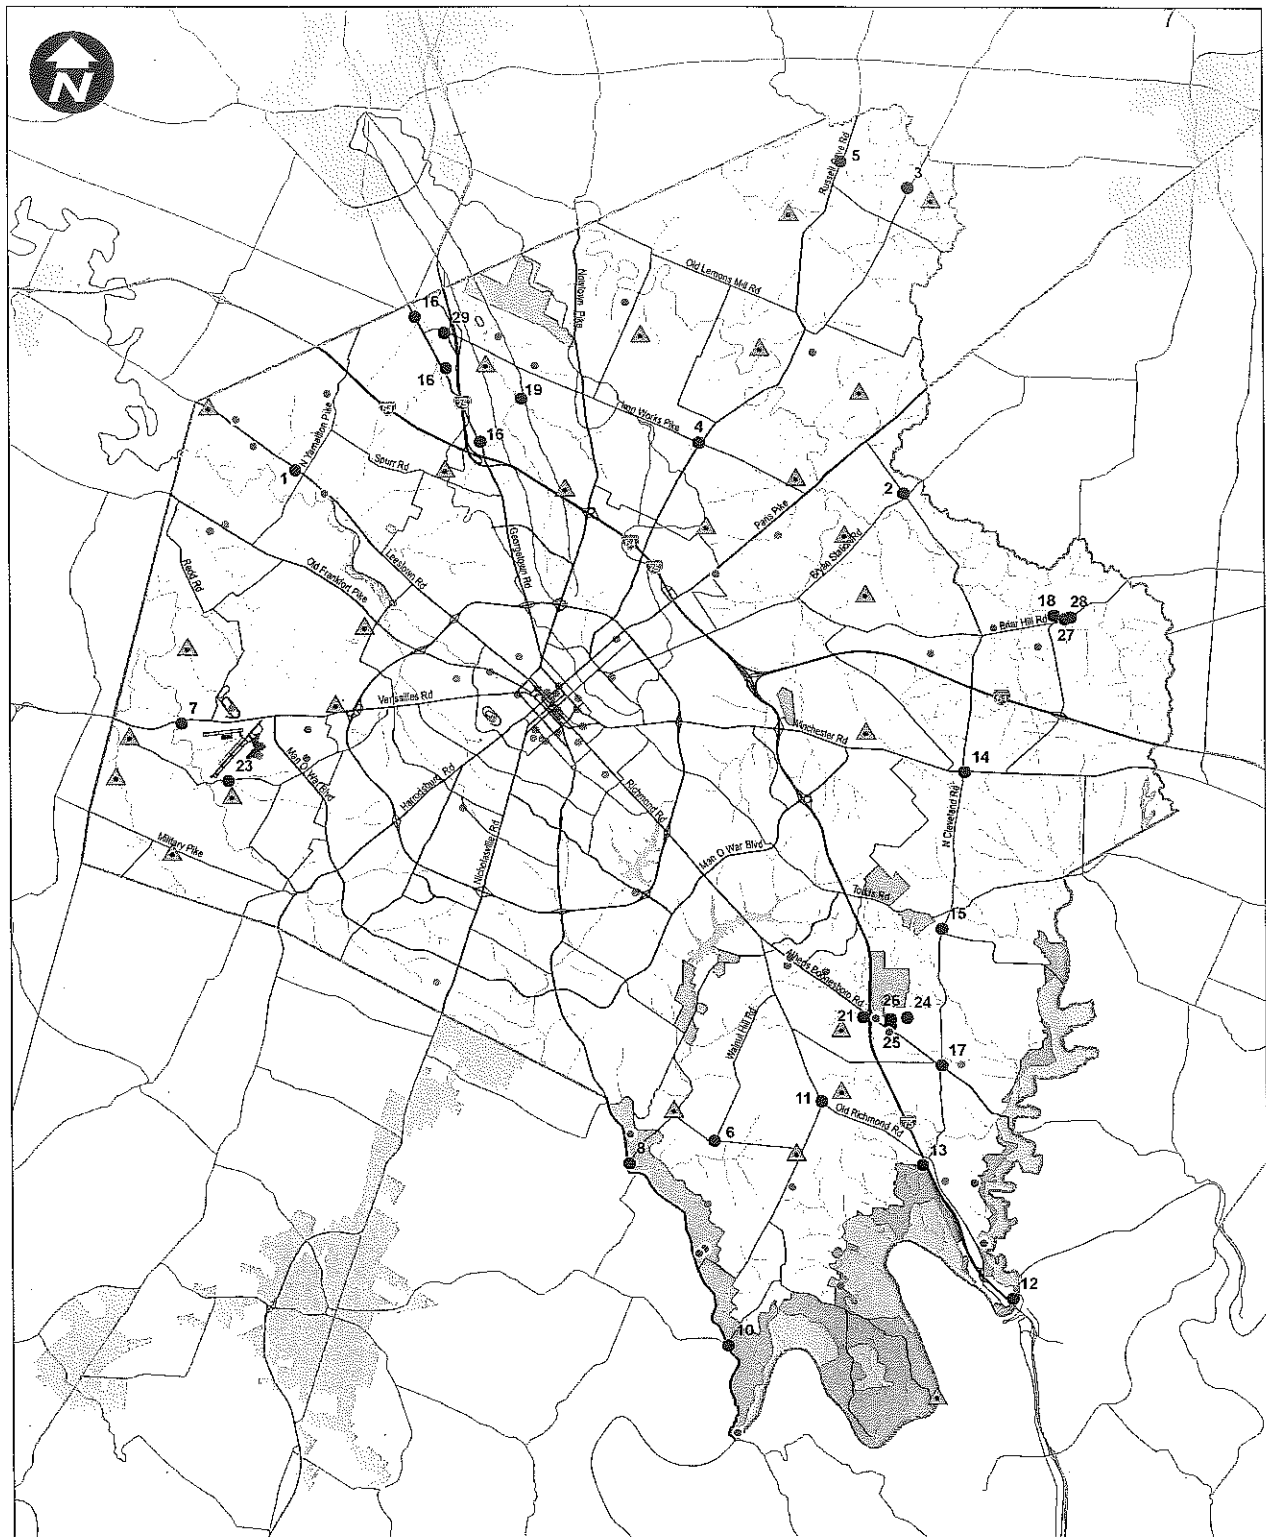 N
5
Russell Cave Rd
3
Old Lemons Mill Rd
Newtown Pike
16
29
16
19
N Yarnallton Pike
Iron Works Pike
4
16
1
Spurr Rd
2
Paris Pike
Bryan Station Rd
Georgetown Rd
Leestown Rd
Old Frankfort Pike
Redd Rd
18
28
Briar Hill Rd
27
Versailles Rd
7
Winchester Rd
14
23
Man O War Blvd
Harrodsburg Rd
Richmond Rd
N Cleveland Rd
Military Pike
Nicholasville Rd
Man O War Blvd
Todds Rd
15
Athens Boonesboro Rd
26
24
21
25
Walnut Hill Rd
17
11
Old Richmond Rd
6
8
13
12
10